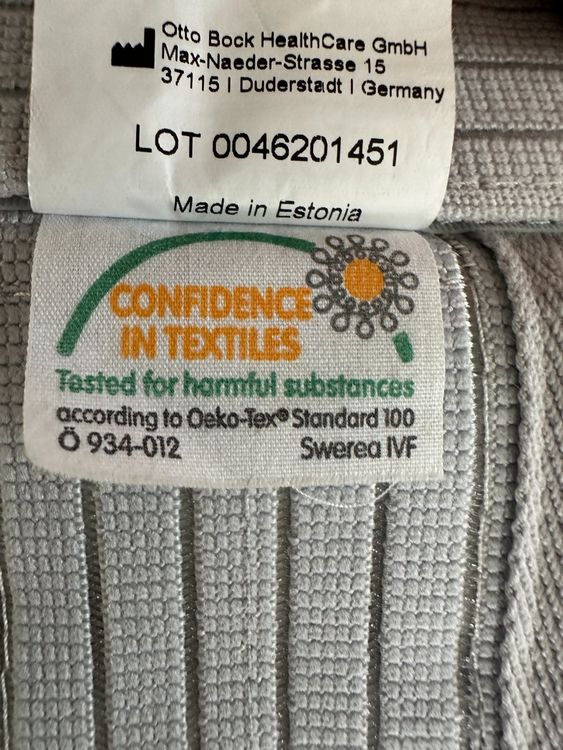 Otto Bock HealthCare GmbH
Max-Naeder-Strasse 15
37115 | Duderstadt | Germany
LOT 0046201451
Made in Estonia
CONFIDENCE
IN TEXTILES
Tested for harmful substances
according to Oeko-Tex® Standard 100
Ö 934-012 Swerea IVF